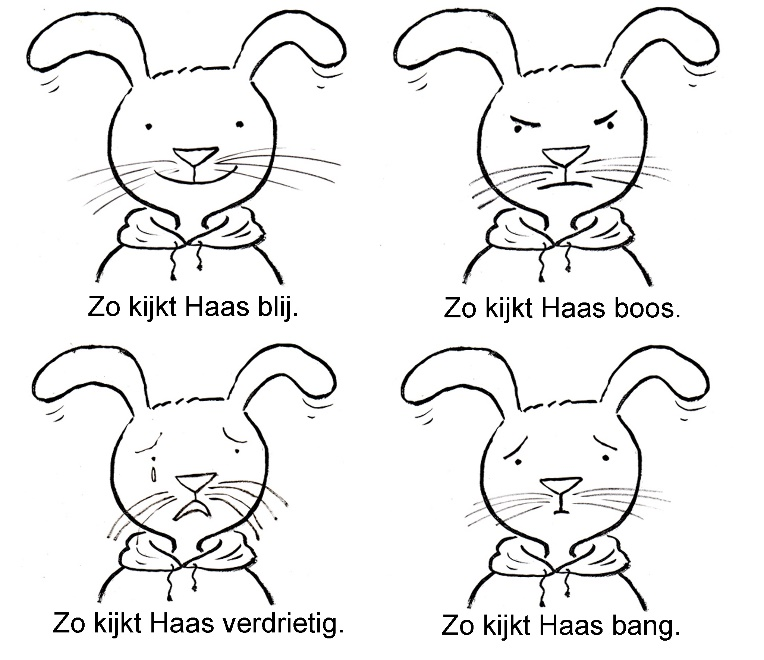 Zo kijkt Haas blij.
Zo kijkt Haas boos.
Zo kijkt Haas verdrietig.
Zo kijkt Haas bang.